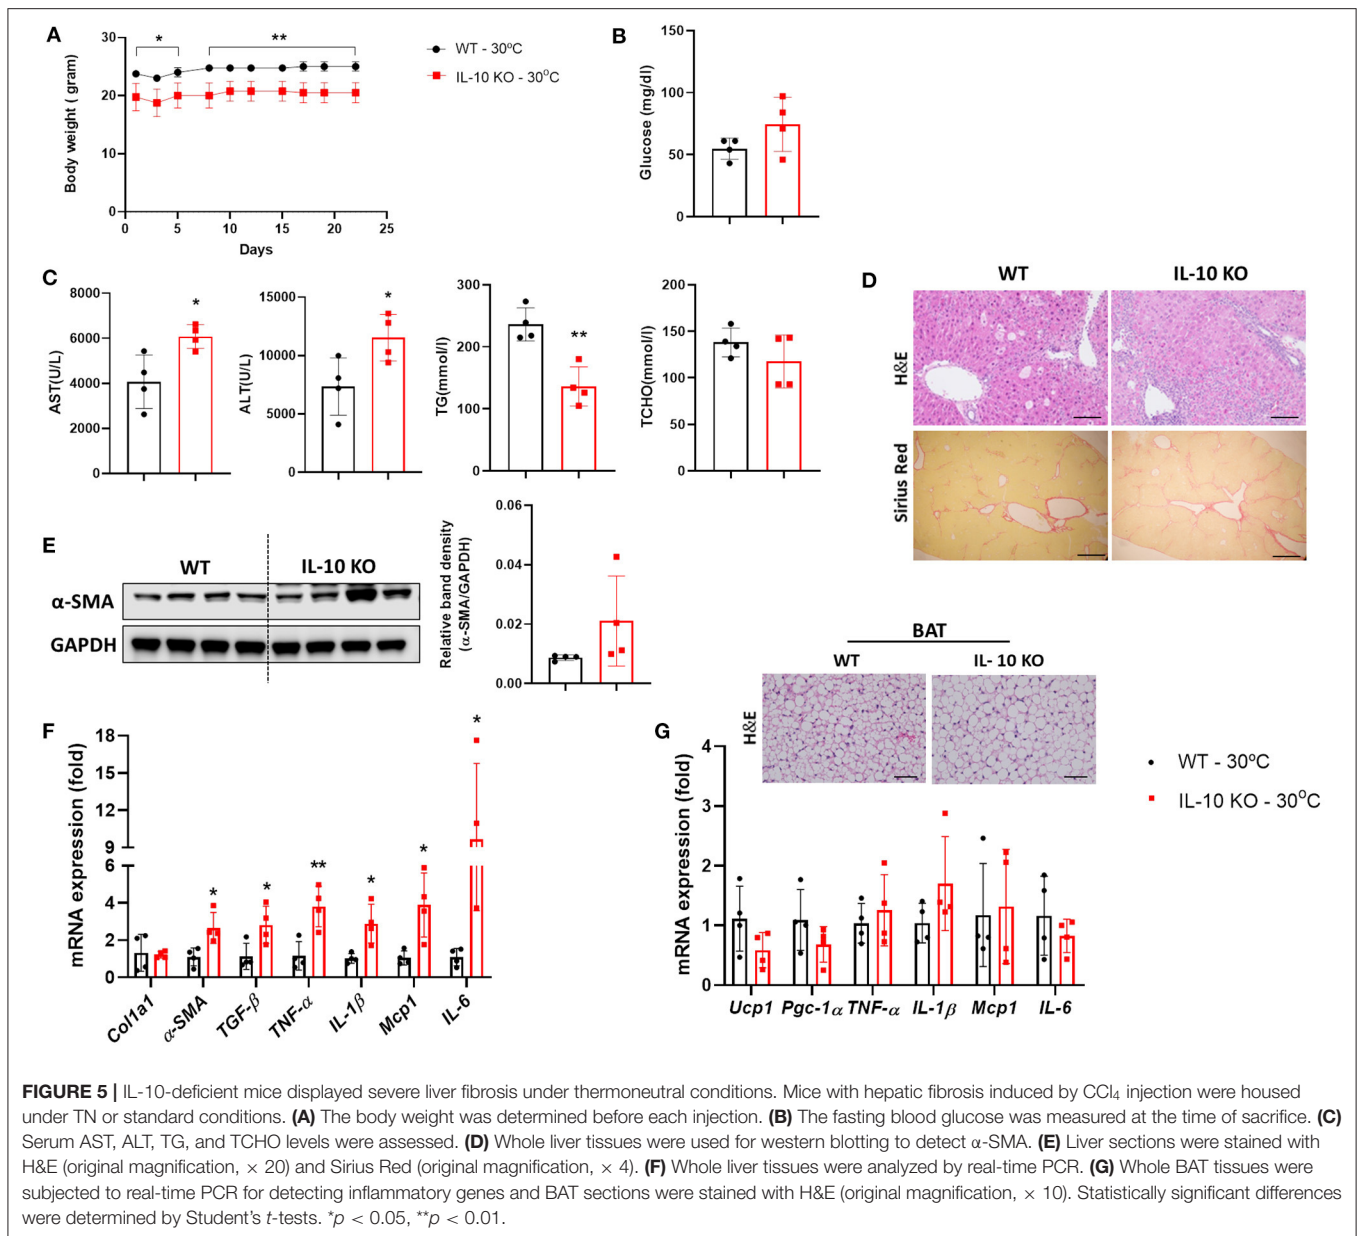 A
30
20
10
0
Body weight ( gram)
*
**
0
5
10
15
20
25
Days
WT - 30ºC
IL-10 KO - 30ºC
B
150
100
50
0
Glucose (mg/dl)
C
8000
6000
4000
2000
0
AST(U/L)
*
15000
10000
5000
0
ALT(U/L)
*
300
200
100
0
TG(mmol/l)
**
200
150
100
50
0
TCHO(mmol/l)
D
WT
IL-10 KO
H&E
Sirius Red
E
WT
IL-10 KO
α-SMA
GAPDH
0.06
0.04
0.02
0.00
Relative band density
(α-SMA/GAPDH)
F
18
15
12
9
6
4
2
0
mRNA expression (fold)
*
*
**
*
*
*
Col1a1
α-SMA
TGF-β
TNF-α
IL-1β
Mcp1
IL-6
G
BAT
WT
IL- 10 KO
H&E
4
3
2
1
0
mRNA expression (fold)
WT - 30ºC
IL-10 KO - 30ºC
Ucp1
Pgc-1α
TNF-α
IL-1β
Mcp1
IL-6
FIGURE 5 | IL-10-deficient mice displayed severe liver fibrosis under thermoneutral conditions. Mice with hepatic fibrosis induced by CCl₄ injection were housed
under TN or standard conditions. (A) The body weight was determined before each injection. (B) The fasting blood glucose was measured at the time of sacrifice. (C)
Serum AST, ALT, TG, and TCHO levels were assessed. (D) Whole liver tissues were used for western blotting to detect α-SMA. (E) Liver sections were stained with
H&E (original magnification, × 20) and Sirius Red (original magnification, × 4). (F) Whole liver tissues were analyzed by real-time PCR. (G) Whole BAT tissues were
subjected to real-time PCR for detecting inflammatory genes and BAT sections were stained with H&E (original magnification, × 10). Statistically significant differences
were determined by Student's t-tests. *p < 0.05, **p < 0.01.